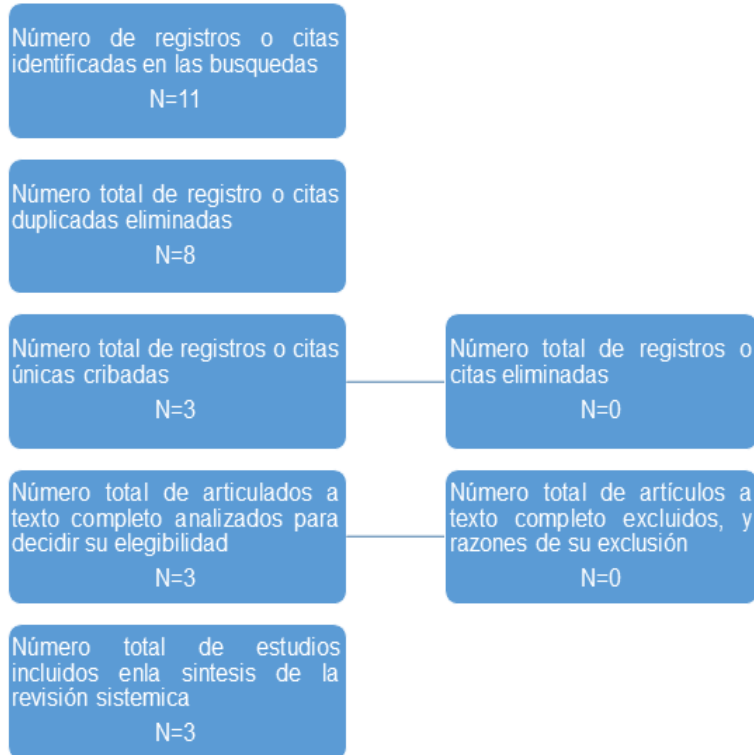 Número de registros o citas
identificadas en las busquedas
N=11
Número total de registro o citas
duplicadas eliminadas
N=8
Número total de registros o citas
únicas cribadas
N=3
Número total de registros o
citas eliminadas
N=0
Número total de articulados a
texto completo analizados para
decidir su elegibilidad
N=3
Número total de artículos a
texto completo excluidos, y
razones de su exclusión
N=0
Número total de estudios
incluidos enla sintesis de la
revisión sistemica
N=3